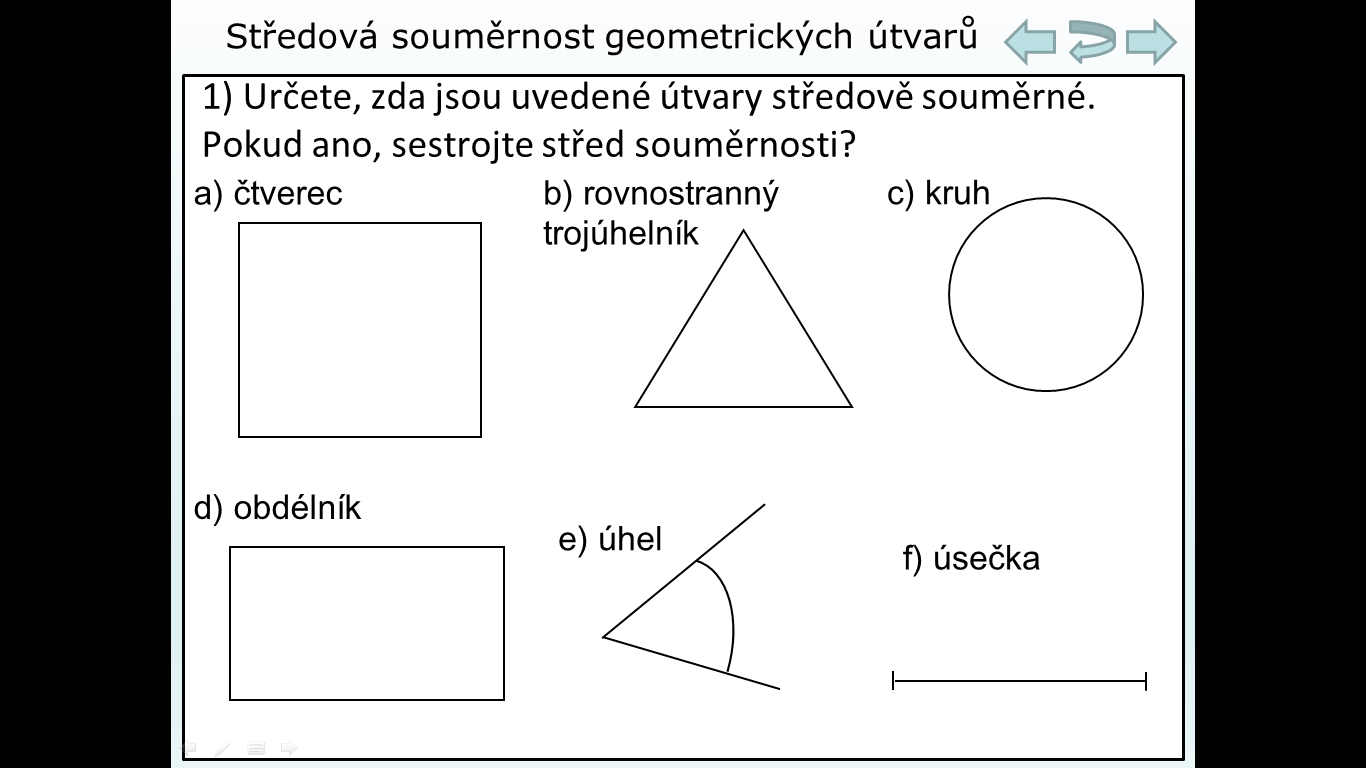 Středová souměrnost geometrických útvarů
1) Určete, zda jsou uvedené útvary středově souměrné.
Pokud ano, sestrojte střed souměrnosti?
a) čtverec
b) rovnostranný
trojúhelník
c) kruh
d) obdélník
e) úhel
f) úsečka